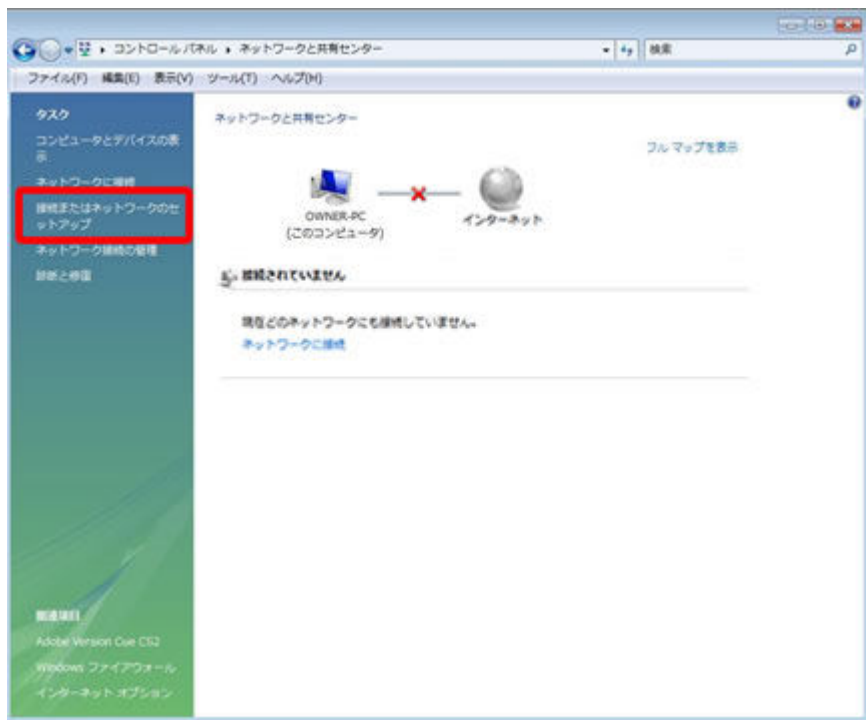 コントロール パネル ▸ ネットワークと共有センター
検索
ファイル(F) 編集(E) 表示(V) ツール(T) ヘルプ(H)
タスク
コンピュータとデバイスの表
示
ネットワークに接続
接続またはネットワークのセ
ットアップ
ネットワーク接続の管理
診断と修復
ネットワークと共有センター
フル マップを表示
OWNER-PC
(このコンピュータ)
インターネット
接続されていません
現在どのネットワークにも接続していません。
ネットワークに接続
関連項目
Adobe Version Cue CS2
Windows ファイアウォール
インターネット オプション